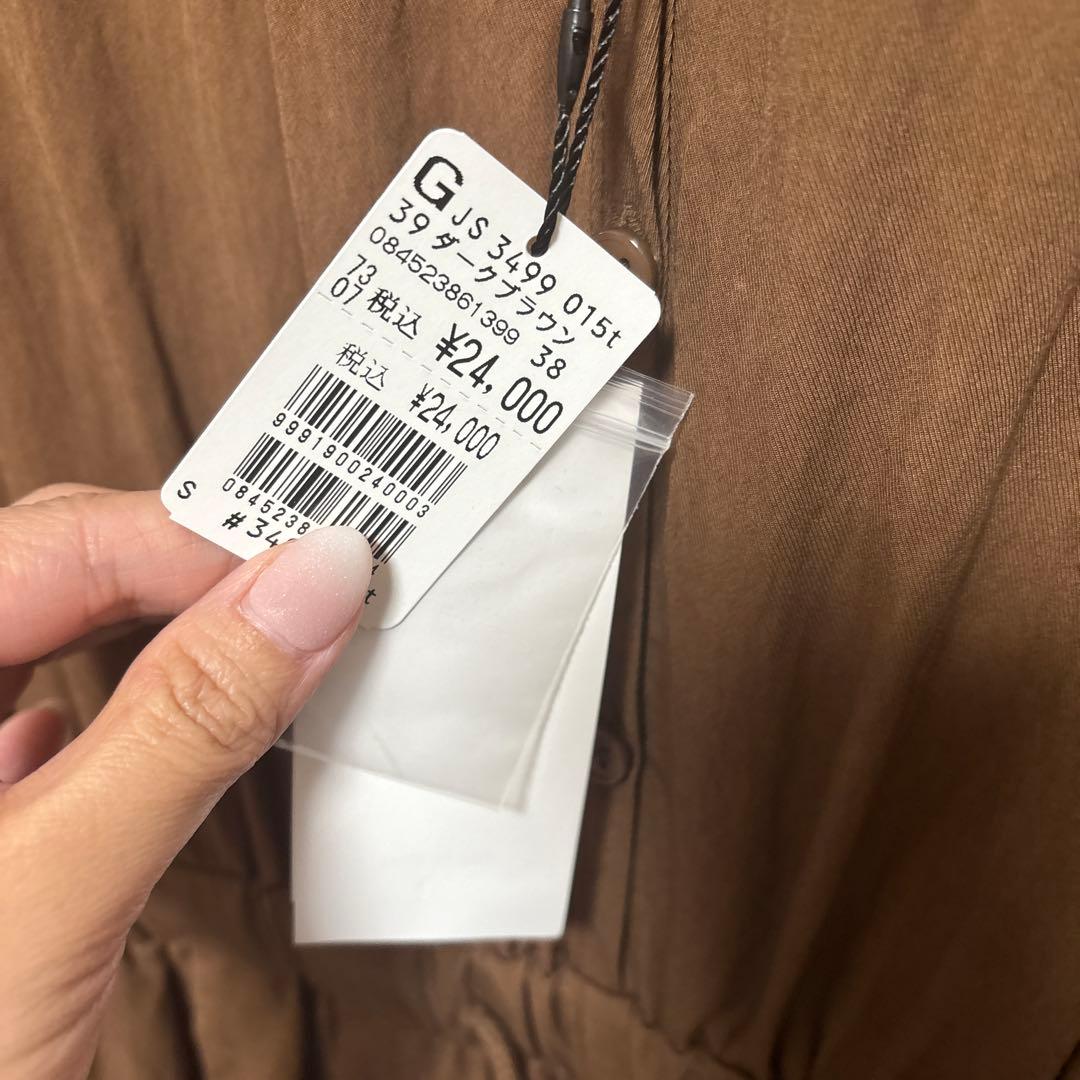 G JS 3499 015t
39 ダークブラウン
084523861399 38
73
07 税込 ¥24,000
税込 ¥24,000
9991900240003
S 0845238
#34
t